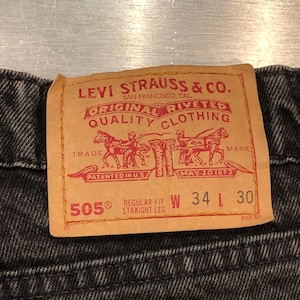 LEVI STRAUSS & CO.
SAN FRANCISCO, CAL.
ORIGINAL RIVETED
QUALITY CLOTHING
TRADE MARK
PATENTED IN U.S. MAY 20 1873
505® REGULAR FIT STRAIGHT LEG W 34 L 30